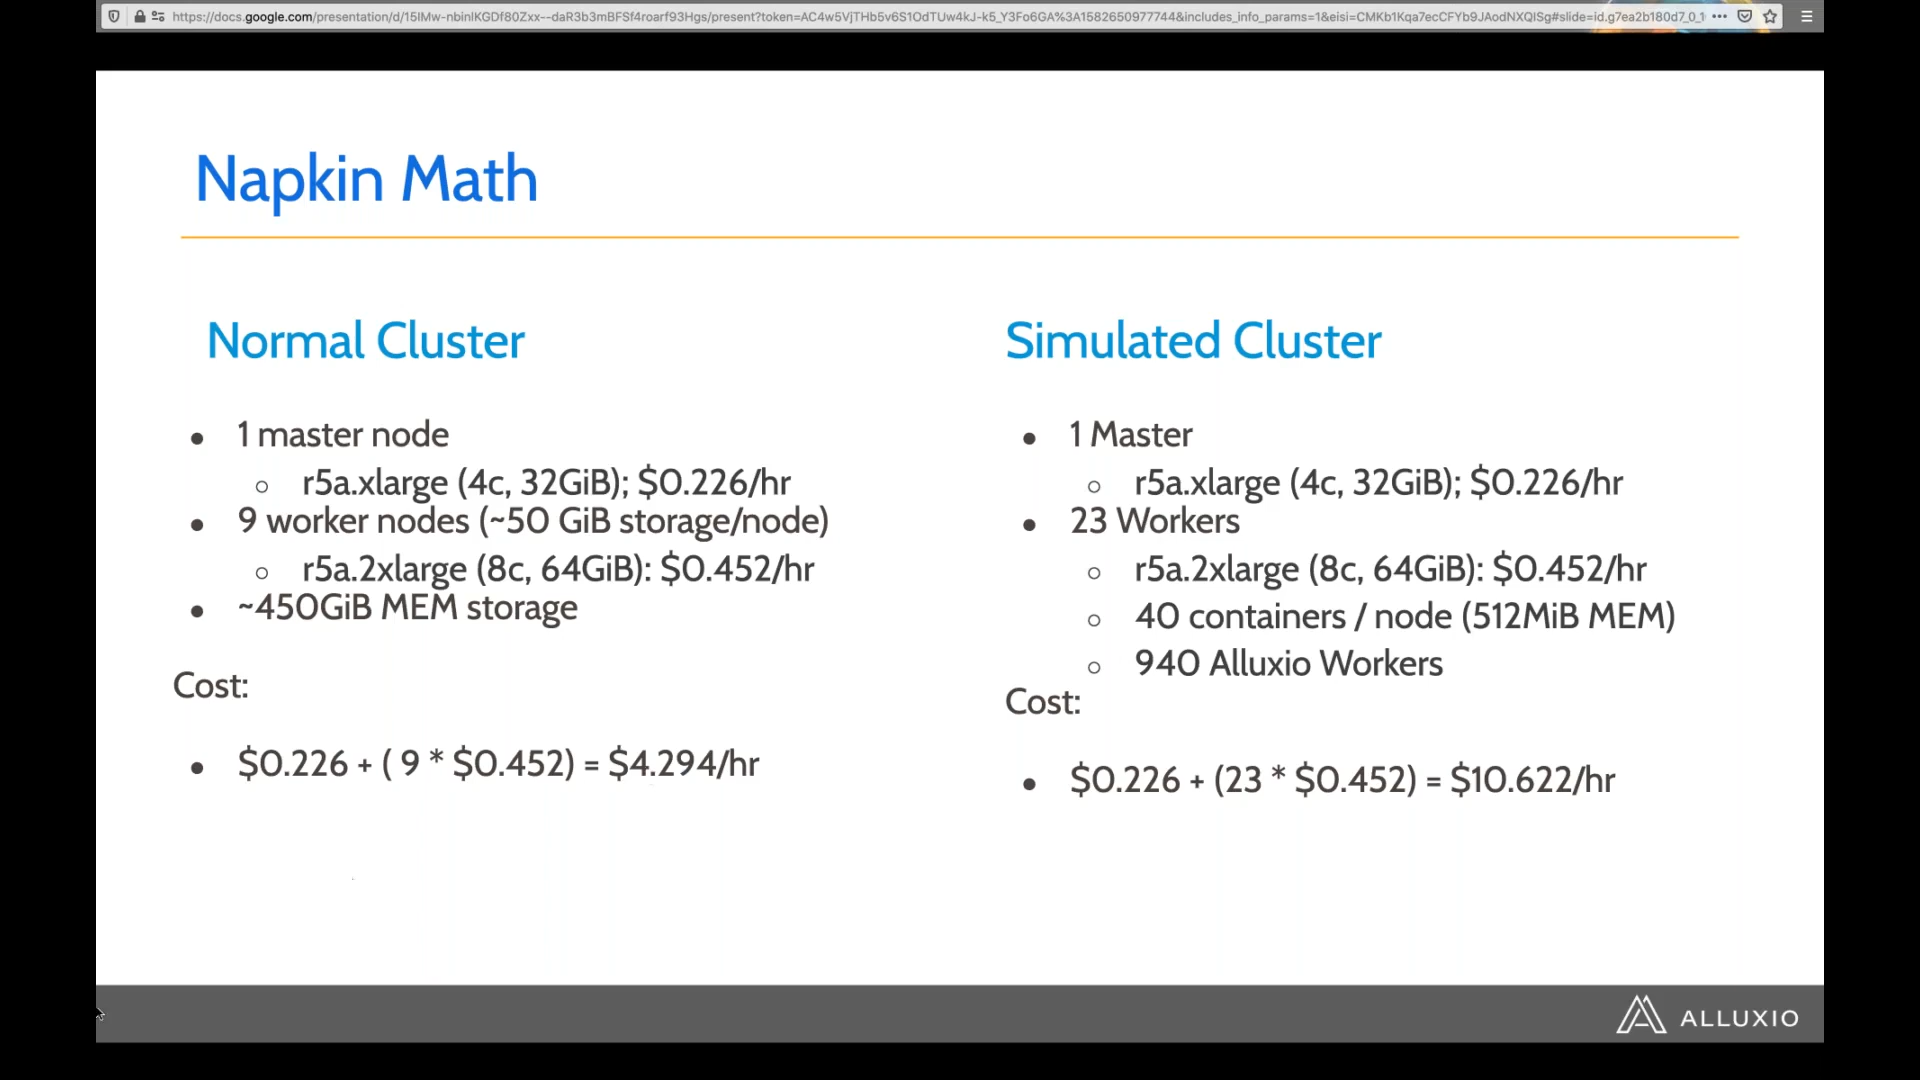 https://docs.google.com/presentation/d/15IMw-nbinIKGDf80Zxx--daR3b3mBFSf4roarf93Hgs/present?token=AC4w5VjTHb5v6S1OdTUw4kJ-k5_Y3Fo6GA%3A1582650977744&includes_info_params=1&eisi=CMKb1Kqa7ecCFYb9JAodNXQISg#slide=id.g7ea2b180d7_0_1
Napkin Math
Normal Cluster
● 1 master node
○ r5a.xlarge (4c, 32GiB); $0.226/hr
● 9 worker nodes (~50 GiB storage/node)
○ r5a.2xlarge (8c, 64GiB): $0.452/hr
● ~450GiB MEM storage
Cost:
● $0.226 + ( 9 * $0.452) = $4.294/hr
Simulated Cluster
● 1 Master
○ r5a.xlarge (4c, 32GiB); $0.226/hr
● 23 Workers
○ r5a.2xlarge (8c, 64GiB): $0.452/hr
○ 40 containers / node (512MiB MEM)
○ 940 Alluxio Workers
Cost:
● $0.226 + (23 * $0.452) = $10.622/hr
ALLUXIO